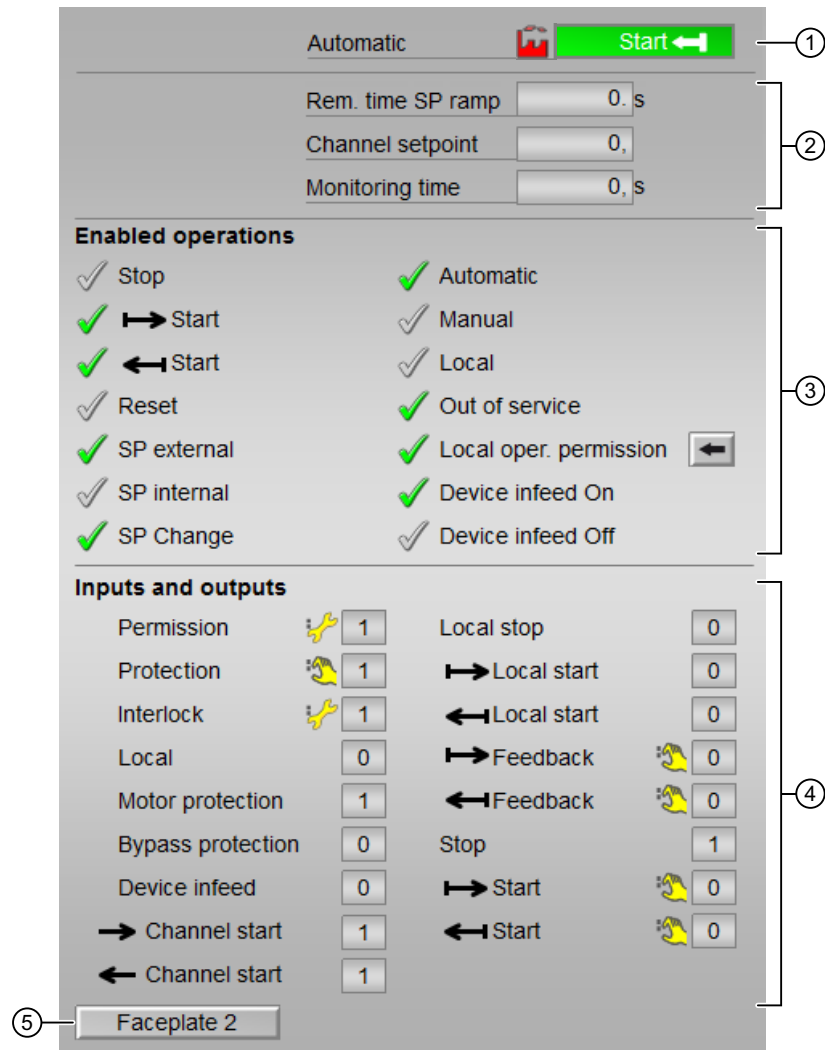 Automatic Start 1
Rem. time SP ramp 0. s
Channel setpoint 0,
Monitoring time 0, s
2
Enabled operations
Stop Automatic
Start Manual
Start Local
Reset Out of service
SP external Local oper. permission
SP internal Device infeed On
SP Change Device infeed Off
3
Inputs and outputs
Permission 1 Local stop 0
Protection 1 Local start 0
Interlock 1 Local start 0
Local 0 Feedback 0
Motor protection 1 Feedback 0
Bypass protection 0 Stop 1
Device infeed 0 Start 0
Channel start 1 Start 0
Channel start 1
4
5 Faceplate 2